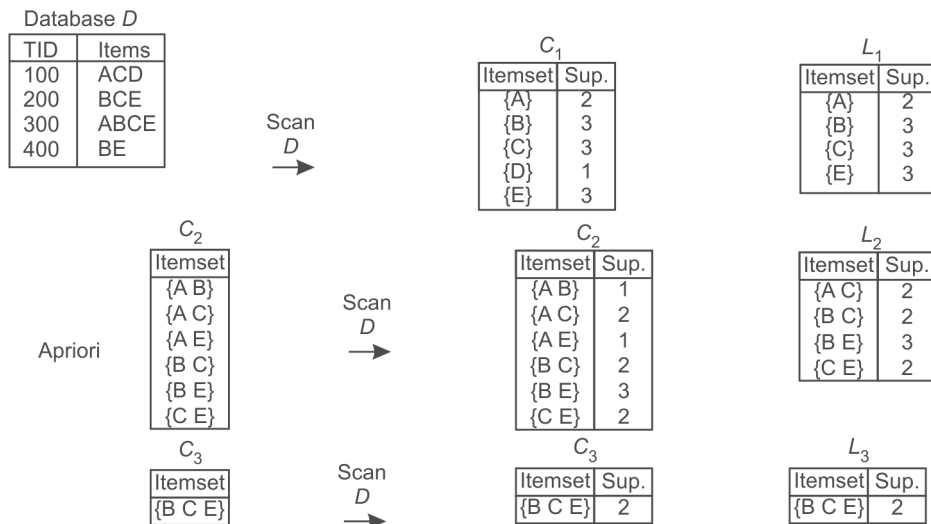 Database D
TID Items
100 ACD
200 BCE
300 ABCE
400 BE
Scan
D
C1
Itemset Sup.
{A} 2
{B} 3
{C} 3
{D} 1
{E} 3
L1
Itemset Sup.
{A} 2
{B} 3
{C} 3
{E} 3
Apriori
C2
Itemset
{A B}
{A C}
{A E}
{B C}
{B E}
{C E}
Scan
D
C2
Itemset Sup.
{A B} 1
{A C} 2
{A E} 1
{B C} 2
{B E} 3
{C E} 2
L2
Itemset Sup.
{A C} 2
{B C} 2
{B E} 3
{C E} 2
C3
Itemset
{B C E}
Scan
D
C3
Itemset Sup.
{B C E} 2
L3
Itemset Sup.
{B C E} 2